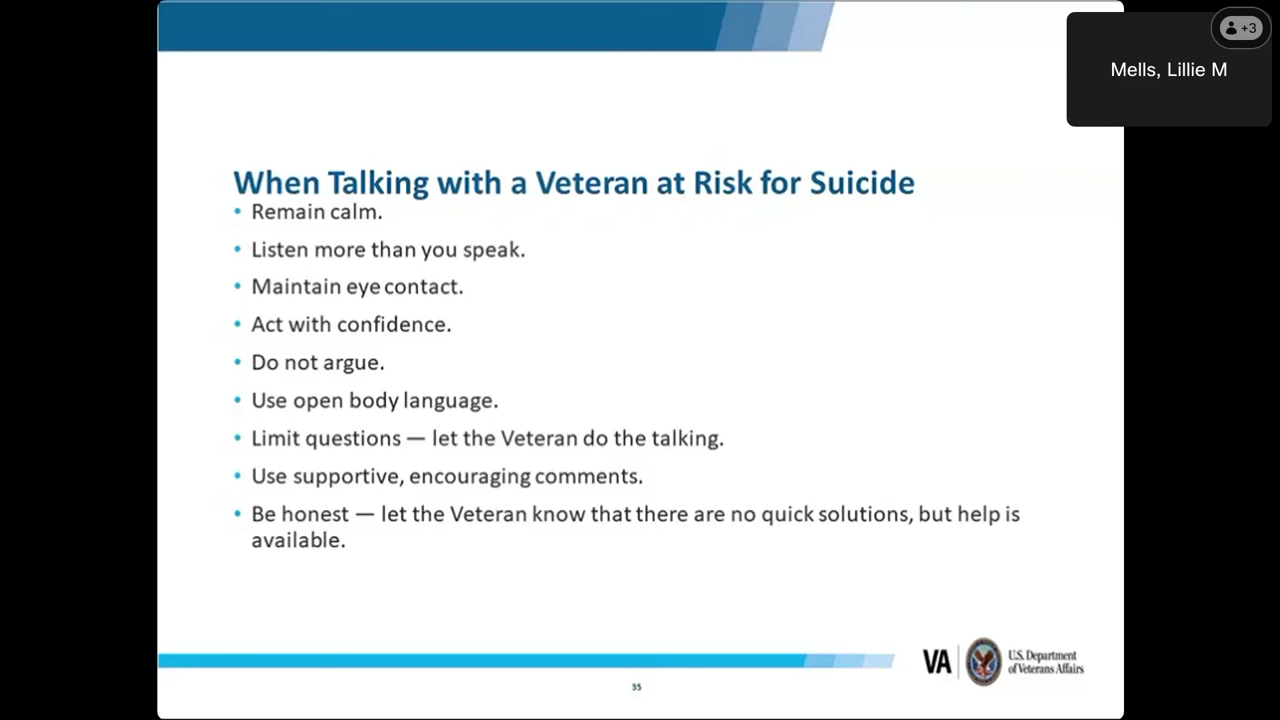 +3
Mells, Lillie M
When Talking with a Veteran at Risk for Suicide
• Remain calm.
• Listen more than you speak.
• Maintain eye contact.
• Act with confidence.
• Do not argue.
• Use open body language.
• Limit questions — let the Veteran do the talking.
• Use supportive, encouraging comments.
• Be honest — let the Veteran know that there are no quick solutions, but help is
available.
VA
U.S. Department
of Veterans Affairs
35